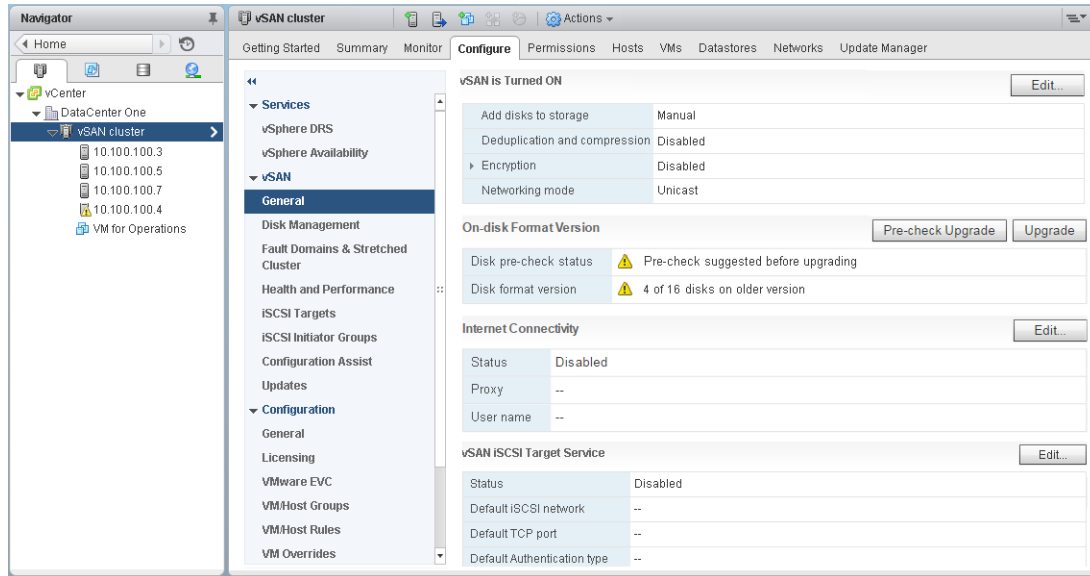 Navigator
Home
vCenter
DataCenter One
vSAN cluster
10.100.100.3
10.100.100.5
10.100.100.7
10.100.100.4
VM for Operations
vSAN cluster
Actions
Getting Started Summary Monitor Configure Permissions Hosts VMs Datastores Networks Update Manager
Services
vSphere DRS
vSphere Availability
vSAN
General
Disk Management
Fault Domains & Stretched
Cluster
Health and Performance
iSCSI Targets
iSCSI Initiator Groups
Configuration Assist
Updates
Configuration
General
Licensing
VMware EVC
VM/Host Groups
VM/Host Rules
VM Overrides
vSAN is Turned ON Edit...
Add disks to storage Manual
Deduplication and compression Disabled
Encryption Disabled
Networking mode Unicast
On-disk Format Version Pre-check Upgrade Upgrade
Disk pre-check status Pre-check suggested before upgrading
Disk format version 4 of 16 disks on older version
Internet Connectivity Edit...
Status Disabled
Proxy --
User name --
vSAN iSCSI Target Service Edit...
Status Disabled
Default iSCSI network --
Default TCP port --
Default Authentication type --